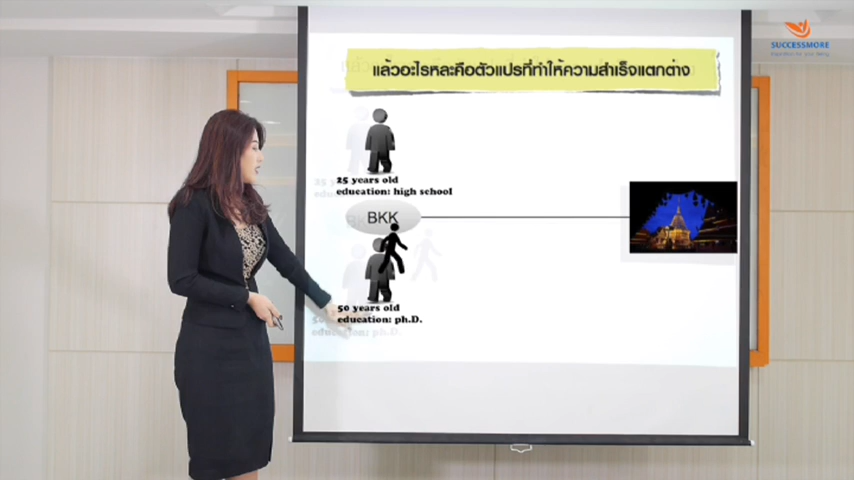 SUCCESSMORE
แล้วอะไรหละคือตัวแปรที่ทำให้ความสำเร็จแตกต่าง
25 years old
education: high school
BKK
50 years old
education: ph.D.